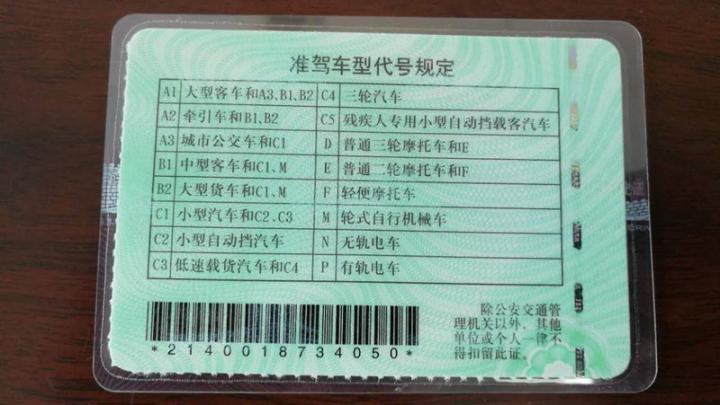 准驾车型代号规定
A1 大型客车和A3、B1、B2 C4 三轮汽车
A2 牵引车和B1、B2 C5 残疾人专用小型自动挡载客汽车
A3 城市公交车和C1 D 普通三轮摩托车和E
B1 中型客车和C1、M E 普通二轮摩托车和F
B2 大型货车和C1、M F 轻便摩托车
C1 小型汽车和C2、C3 M 轮式自行机械车
C2 小型自动挡汽车 N 无轨电车
C3 低速载货汽车和C4 P 有轨电车
除公安交通管
理机关以外，其他
单位或个人一律不
得扣留此证。
*2140018734050*